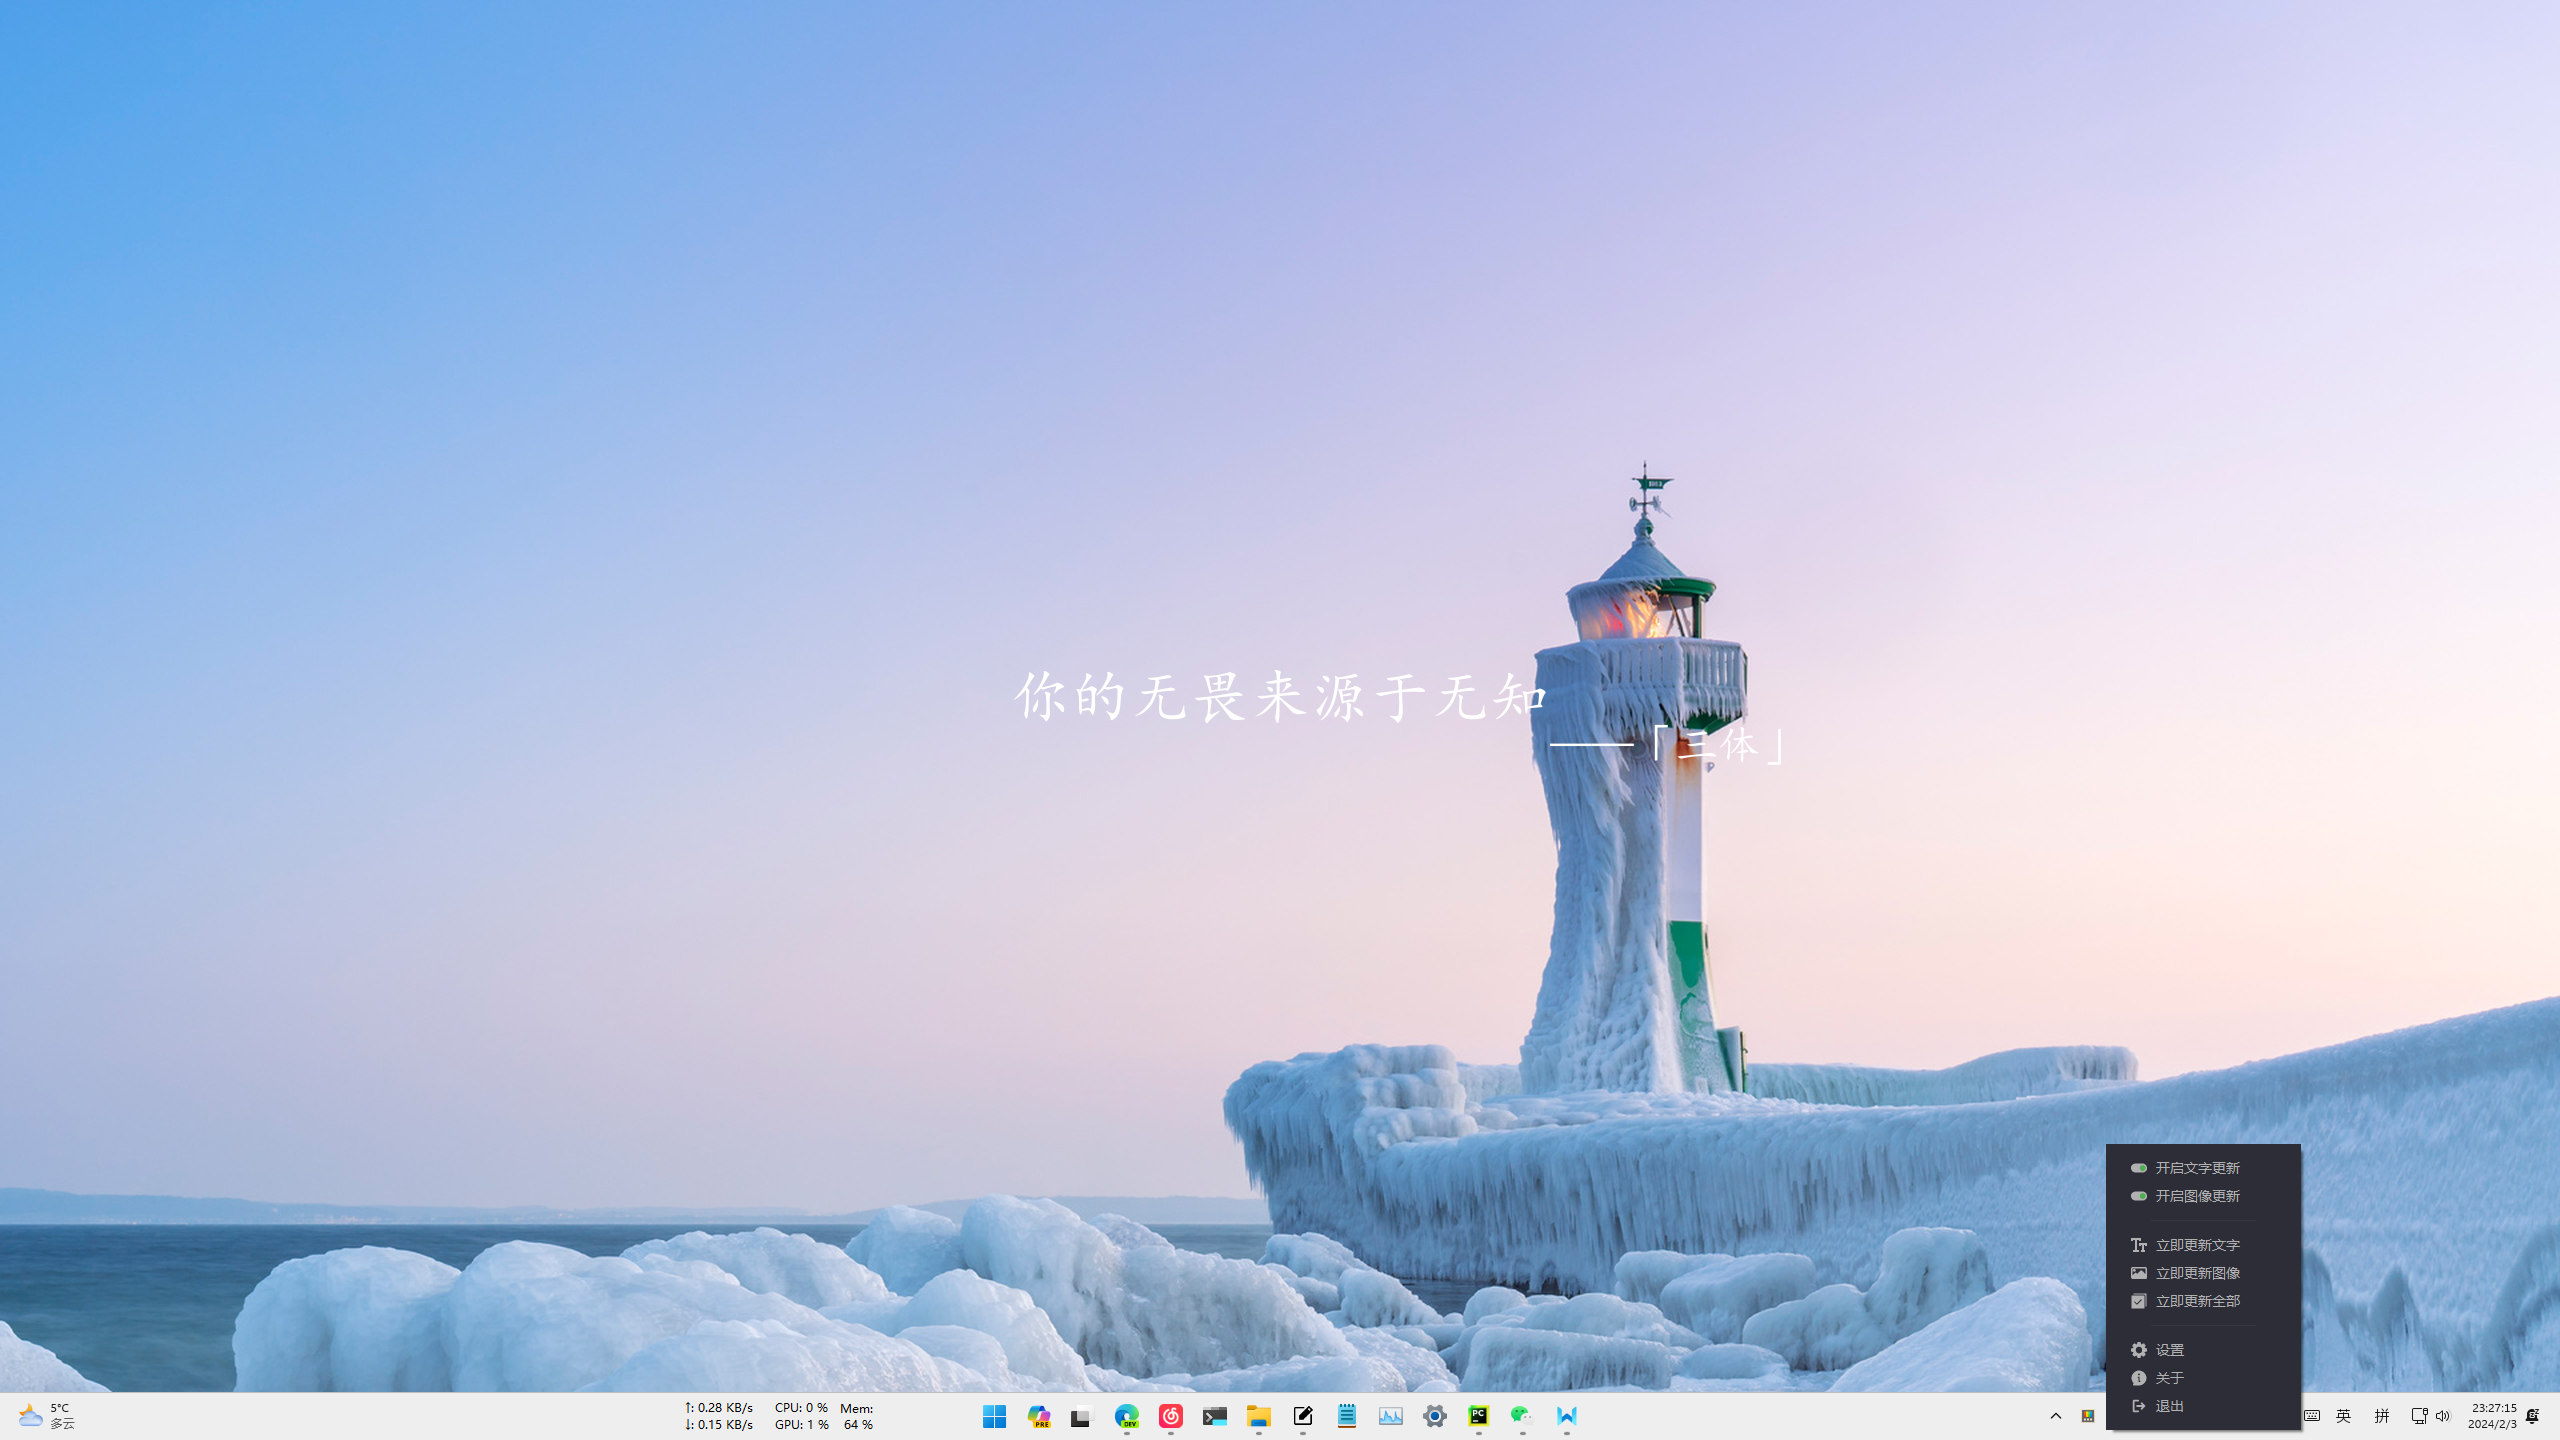 你的无畏来源于无知
——「三体」
开启文字更新
开启图像更新
立即更新文字
立即更新图像
立即更新全部
设置
关于
退出
5°C
多云
↑: 0.28 KB/s CPU: 0 % Mem:
↓: 0.15 KB/s GPU: 1 % 64 %
PRE
DEV
PC
英
拼
23:27:15
2024/2/3